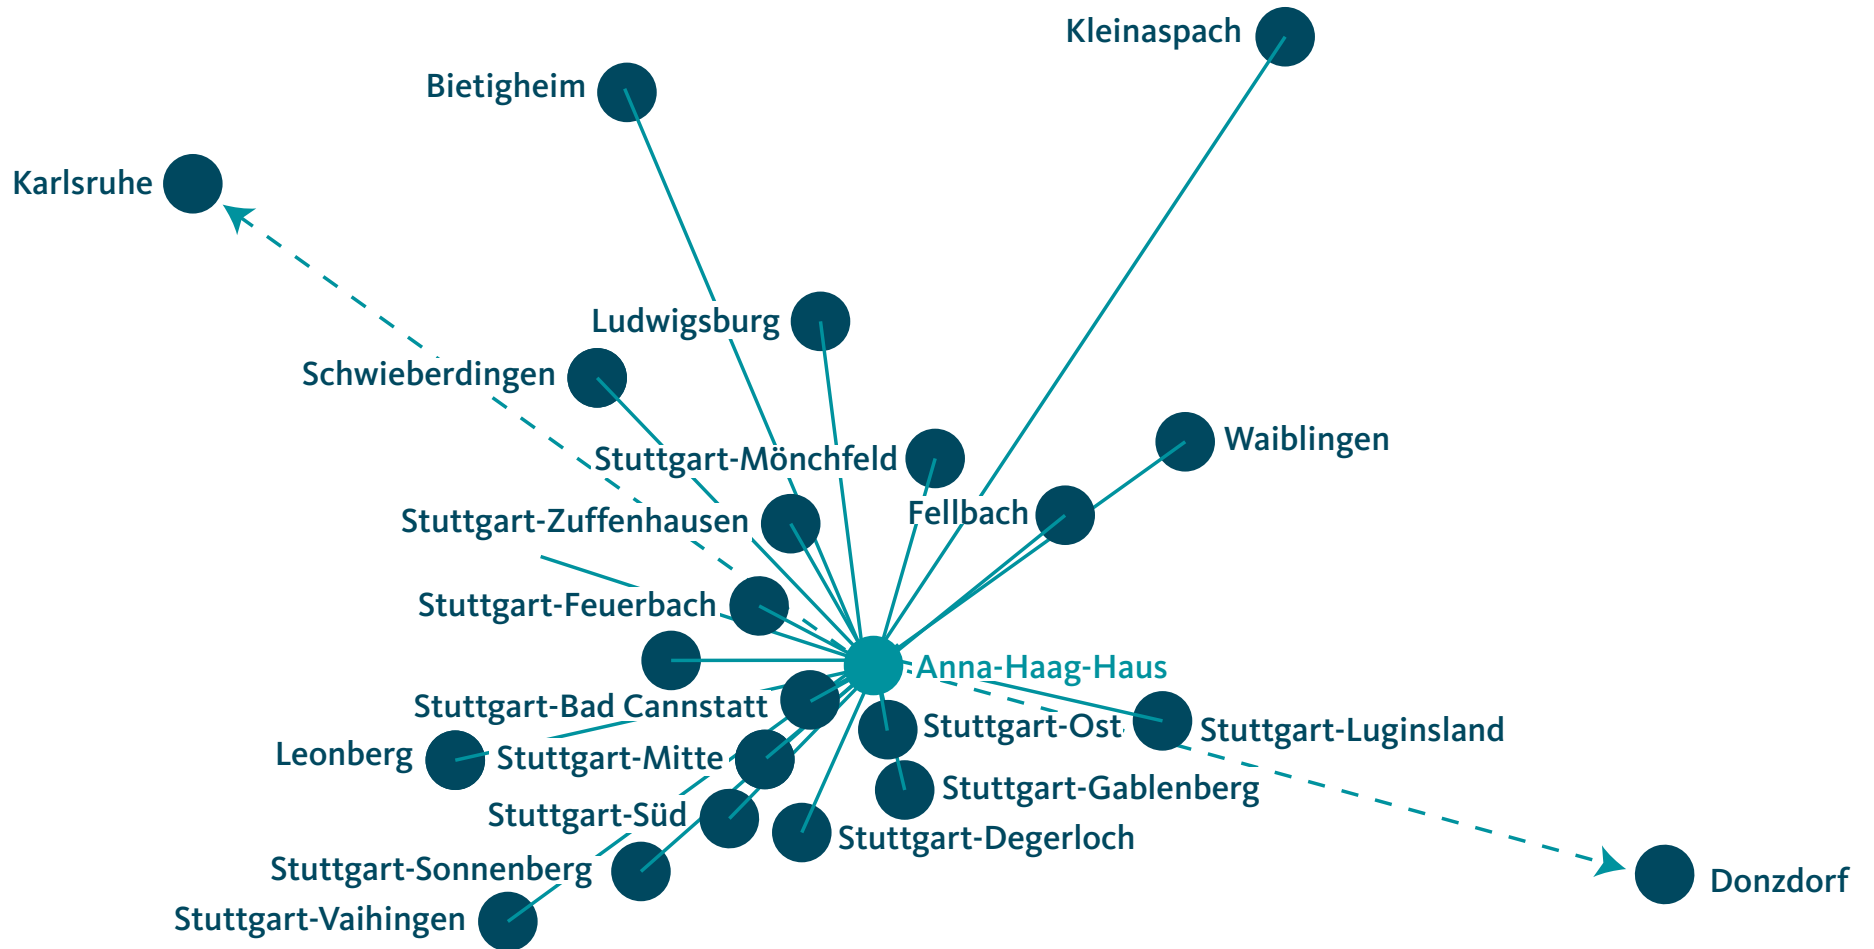 Kleinaspach
Bietigheim
Karlsruhe
Ludwigsburg
Schwieberdingen
Waiblingen
Stuttgart-Mönchfeld
Fellbach
Stuttgart-Zuffenhausen
Stuttgart-Feuerbach
Anna-Haag-Haus
Stuttgart-Bad Cannstatt
Stuttgart-Ost
Stuttgart-Luginsland
Leonberg
Stuttgart-Mitte
Stuttgart-Gablenberg
Stuttgart-Süd
Stuttgart-Degerloch
Stuttgart-Sonnenberg
Donzdorf
Stuttgart-Vaihingen